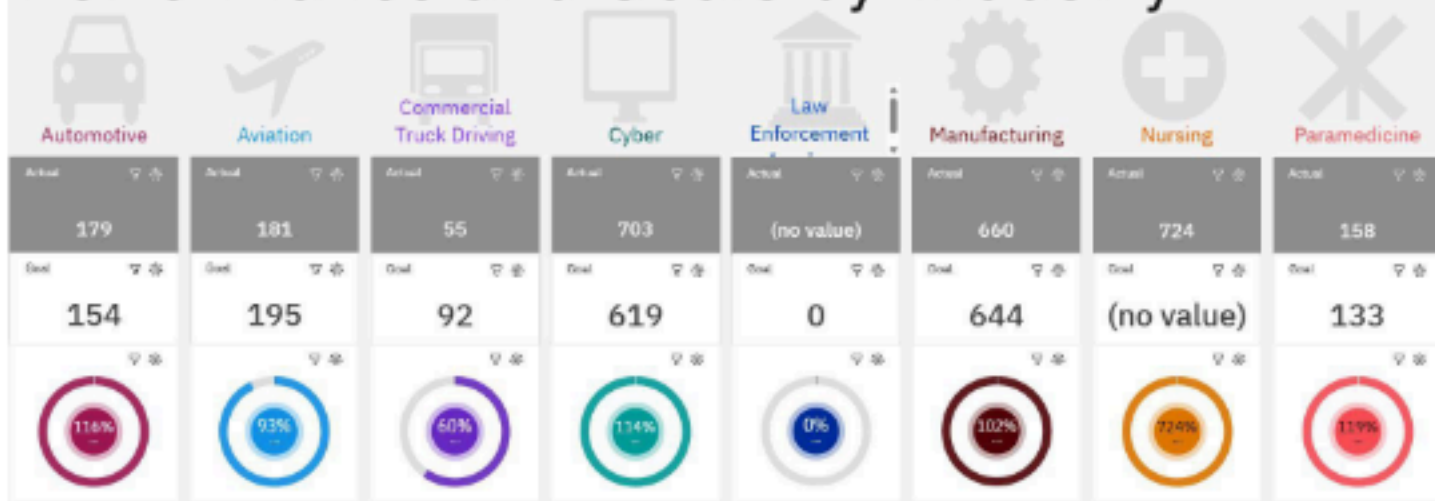 Automotive
Aviation
Commercial
Truck Driving
Cyber
Law
Enforcement
Manufacturing
Nursing
Paramedicine
Actual Actual Actual Actual Actual Actual Actual Actual
179 181 55 703 (no value) 660 724 158
Goal Goal Goal Goal Goal Goal Goal Goal
154 195 92 619 0 644 (no value) 133
116% 93% 60% 114% 0% 102% 724% 119%